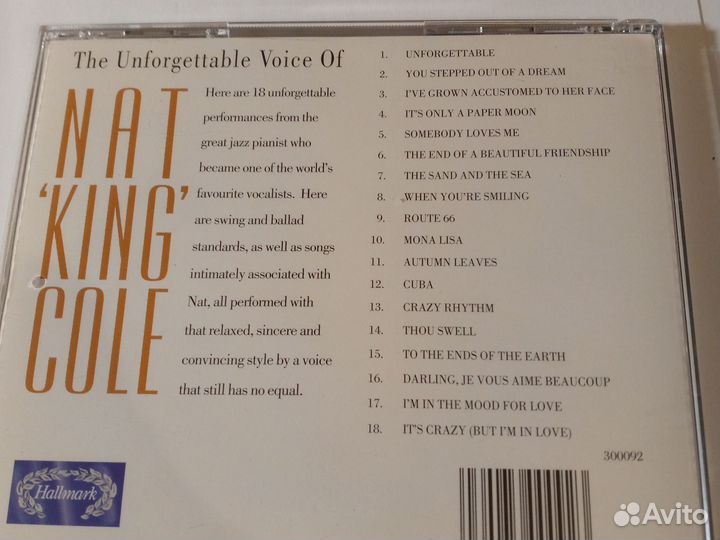 The Unforgettable Voice Of
NAT
'KING'
COLE
Here are 18 unforgettable
performances from the
great jazz pianist who
became one of the world's
favourite vocalists. Here
are swing and ballad
standards, as well as songs
intimately associated with
Nat, all performed with
that relaxed, sincere and
convincing style by a voice
that still has no equal.
1. UNFORGETTABLE
2. YOU STEPPED OUT OF A DREAM
3. I'VE GROWN ACCUSTOMED TO HER FACE
4. IT'S ONLY A PAPER MOON
5. SOMEBODY LOVES ME
6. THE END OF A BEAUTIFUL FRIENDSHIP
7. THE SAND AND THE SEA
8. WHEN YOU'RE SMILING
9. ROUTE 66
10. MONA LISA
11. AUTUMN LEAVES
12. CUBA
13. CRAZY RHYTHM
14. THOU SWELL
15. TO THE ENDS OF THE EARTH
16. DARLING, JE VOUS AIME BEAUCOUP
17. I'M IN THE MOOD FOR LOVE
18. IT'S CRAZY (BUT I'M IN LOVE)
300092
Hallmark
Avito